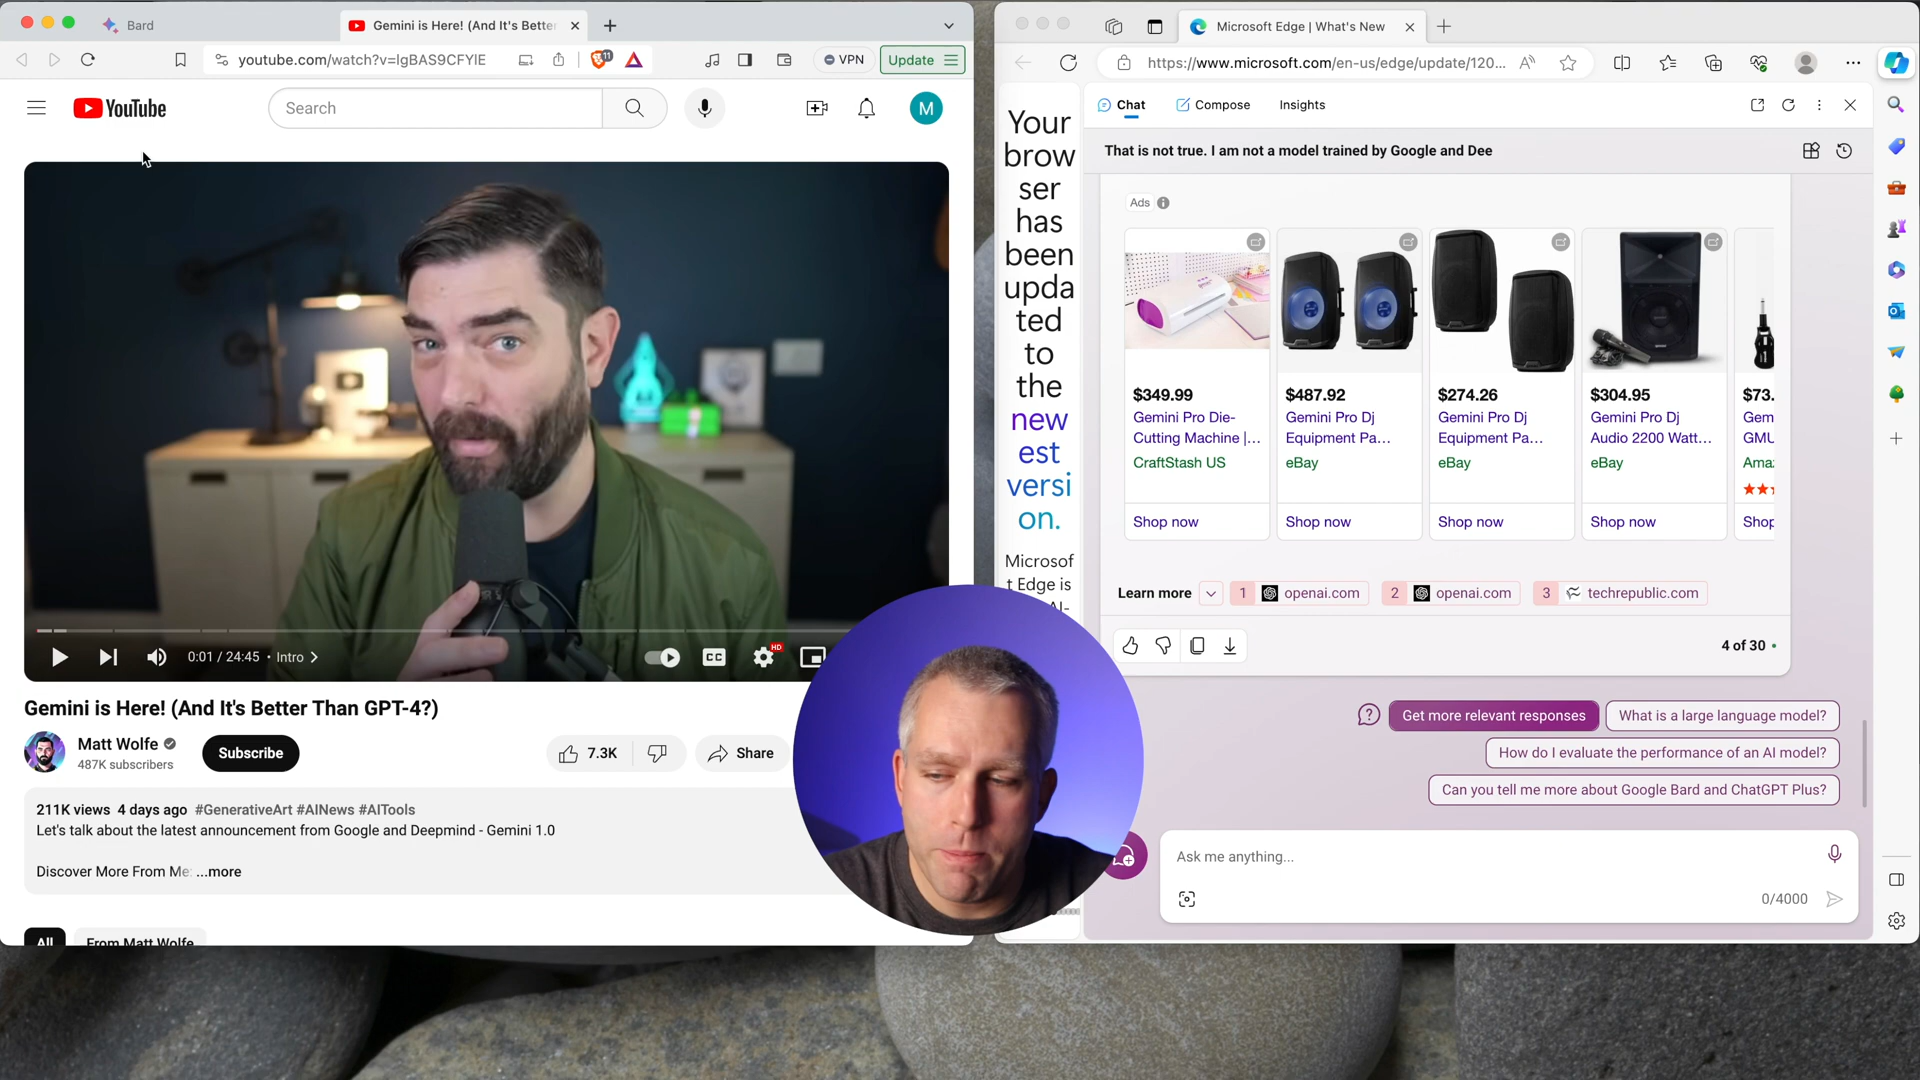 Bard
Gemini is Here! (And It's Better
youtube.com/watch?v=lgBAS9CFYIE
11
VPN
Update
YouTube
Search
M
0:01 / 24:45 • Intro
CC
HD
Gemini is Here! (And It's Better Than GPT-4?)
Matt Wolfe
487K subscribers
Subscribe
7.3K
Share
211K views 4 days ago #GenerativeArt #AINews #AITools
Let's talk about the latest announcement from Google and Deepmind - Gemini 1.0
Discover More From Me: ...more
All
From Matt Wolfe
Microsoft Edge | What's New
https://www.microsoft.com/en-us/edge/update/120...
Your
brow
ser
has
been
upda
ted
to
the
new
est
versi
on.
Microsof
t Edge is
AI-
Chat
Compose
Insights
That is not true. I am not a model trained by Google and Dee
Ads
$349.99
Gemini Pro Die-
Cutting Machine |...
CraftStash US
Shop now
$487.92
Gemini Pro Dj
Equipment Pa...
eBay
Shop now
$274.26
Gemini Pro Dj
Equipment Pa...
eBay
Shop now
$304.95
Gemini Pro Dj
Audio 2200 Watt...
eBay
Shop now
$73.
Gem
GMU
Ama
Shop
Learn more
1 openai.com
2 openai.com
3 techrepublic.com
4 of 30
Get more relevant responses
What is a large language model?
How do I evaluate the performance of an AI model?
Can you tell me more about Google Bard and ChatGPT Plus?
Ask me anything...
0/4000